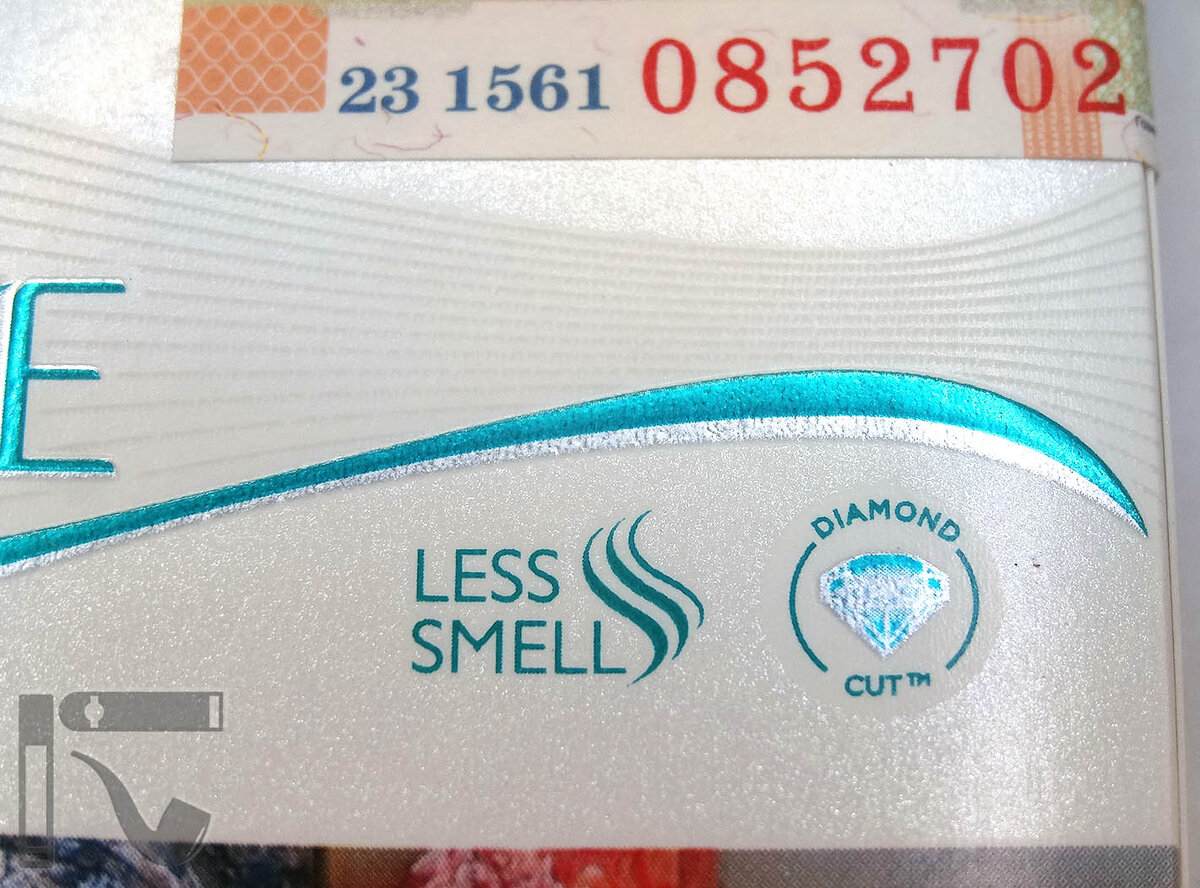 23 1561 0852702
E
LESS
SMELL
DIAMOND
CUT™